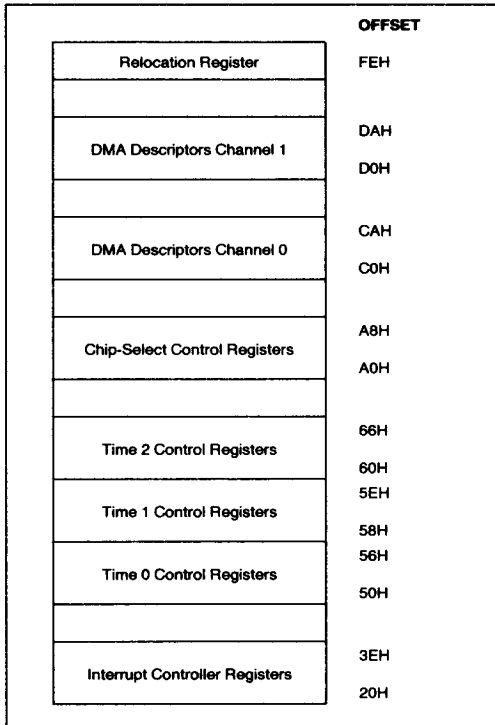 OFFSET
Relocation Register FEH
DAH
DMA Descriptors Channel 1
D0H
CAH
DMA Descriptors Channel 0
C0H
A8H
Chip-Select Control Registers
A0H
66H
Time 2 Control Registers
60H
5EH
Time 1 Control Registers
58H
56H
Time 0 Control Registers
50H
3EH
Interrupt Controller Registers
20H